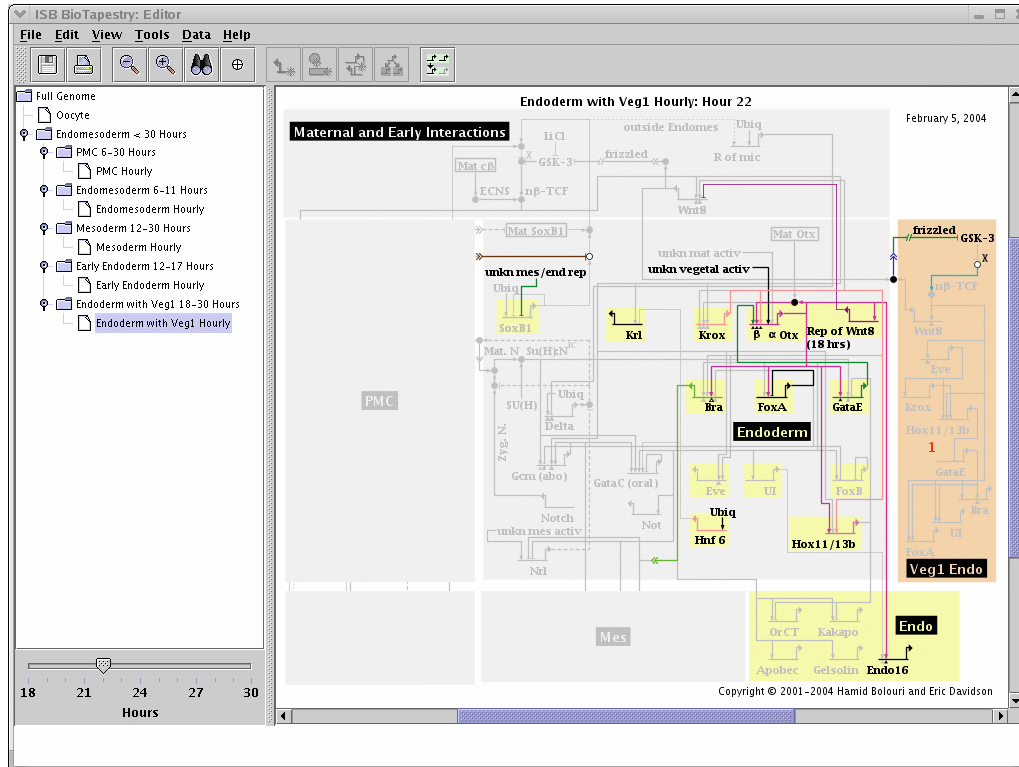 ISB BioTapestry: Editor
File Edit View Tools Data Help
Full Genome
Oocyte
Endomesoderm < 30 Hours
PMC 6-30 Hours
PMC Hourly
Endomesoderm 6-11 Hours
Endomesoderm Hourly
Mesoderm 12-30 Hours
Mesoderm Hourly
Early Endoderm 12-17 Hours
Early Endoderm Hourly
Endoderm with Veg1 18-30 Hours
Endoderm with Veg1 Hourly
18 21 24 27 30
Hours
Endoderm with Veg1 Hourly: Hour 22
February 5, 2004
Maternal and Early Interactions
LiCl
outside Endomes
Ubiq
X
GSK-3
frizzled
R of mic
Mat cβ
ECNS
nβ-TCF
Wnt8
Mat SoxB1
Mat Otx
unkn mat activ
unkn vegetal activ
unkn mes/end rep
Ubiq
SoxB1
Krl
Krox
β α Otx
Rep of Wnt8
(18 hrs)
frizzled
GSK-3
X
nβ-TCF
Wnt8
Eve
Krox
Hox11/13b
1
GataE
Bra
UI
FoxA
Veg1 Endo
Mat. N
Su(H):N^IC
PMC
SU(H)
Ubiq
Delta
Zyg. N.
Bra
FoxA
GataE
Endoderm
Gcm (abo)
GataC (oral)
Eve
UI
FoxB
Notch
Not
unkn mes activ
Nrl
Ubiq
Hnf 6
Hox11/13b
Mes
OrCT
Kakapo
Endo
Apobec
Gelsolin
Endo16
Copyright © 2001-2004 Hamid Bolouri and Eric Davidson